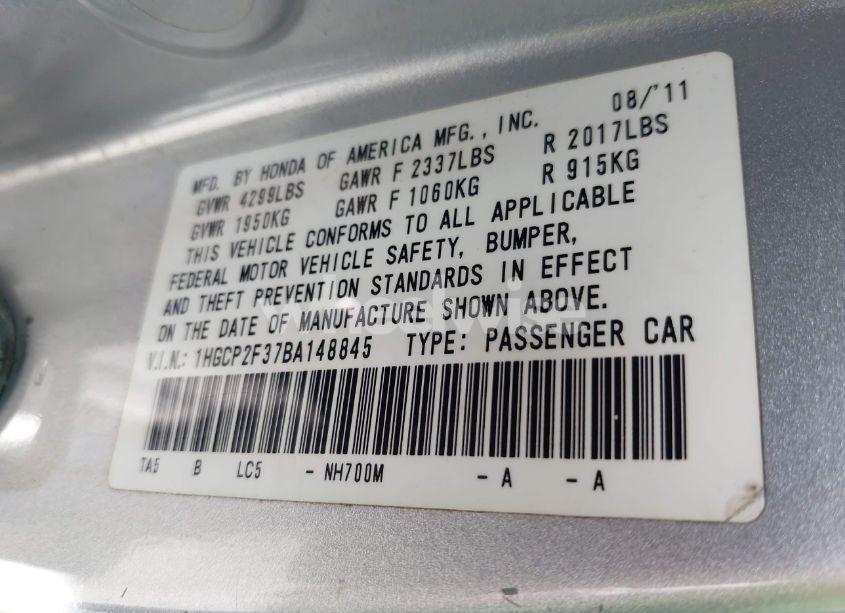 08/'11
MFD. BY HONDA OF AMERICA MFG., INC.
GVWR 4299LBS GAWR F 2337LBS R 2017LBS
GVWR 1950KG GAWR F 1060KG R 915KG
THIS VEHICLE CONFORMS TO ALL APPLICABLE
FEDERAL MOTOR VEHICLE SAFETY, BUMPER,
AND THEFT PREVENTION STANDARDS IN EFFECT
ON THE DATE OF MANUFACTURE SHOWN ABOVE.
V.I.N.: 1HGCP2F37BA148845 TYPE: PASSENGER CAR
TA5 B LC5 - NH700M - A - A